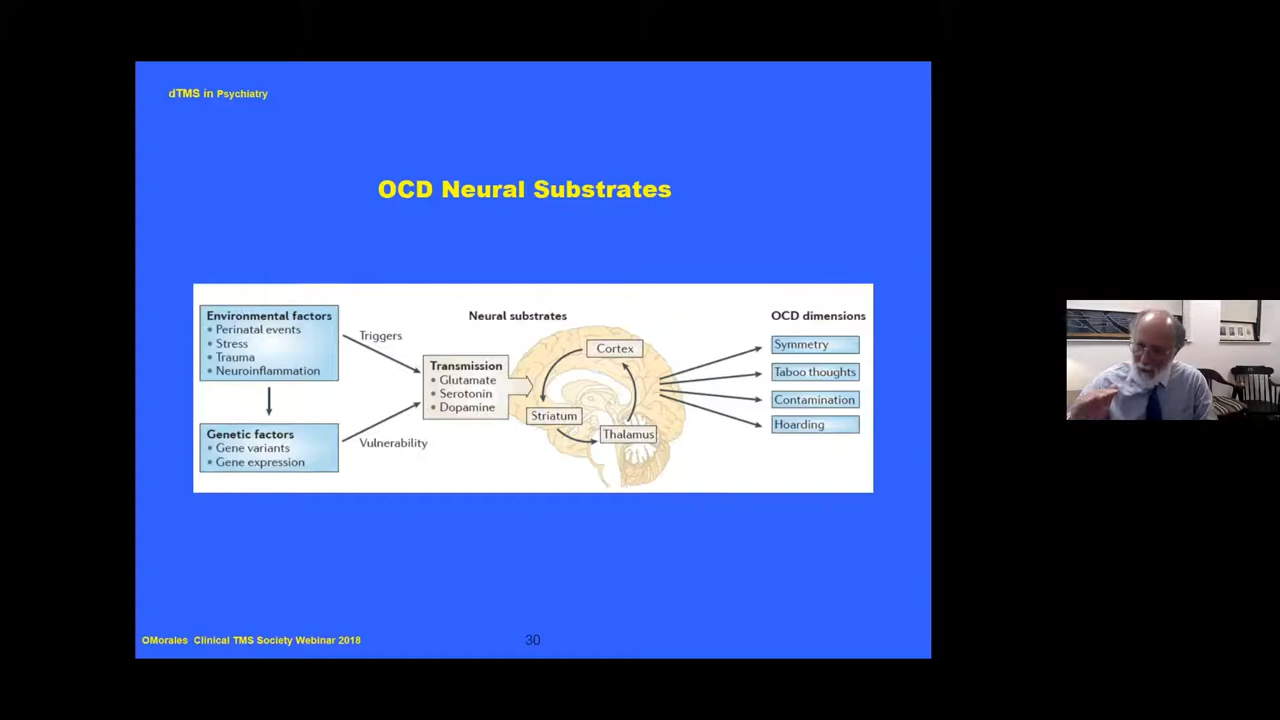 dTMS in Psychiatry
OCD Neural Substrates
Environmental factors
• Perinatal events
• Stress
• Trauma
• Neuroinflammation
Genetic factors
• Gene variants
• Gene expression
Triggers
Vulnerability
Transmission
• Glutamate
• Serotonin
• Dopamine
Neural substrates
Cortex
Striatum
Thalamus
OCD dimensions
Symmetry
Taboo thoughts
Contamination
Hoarding
OMorales Clinical TMS Society Webinar 2018
30